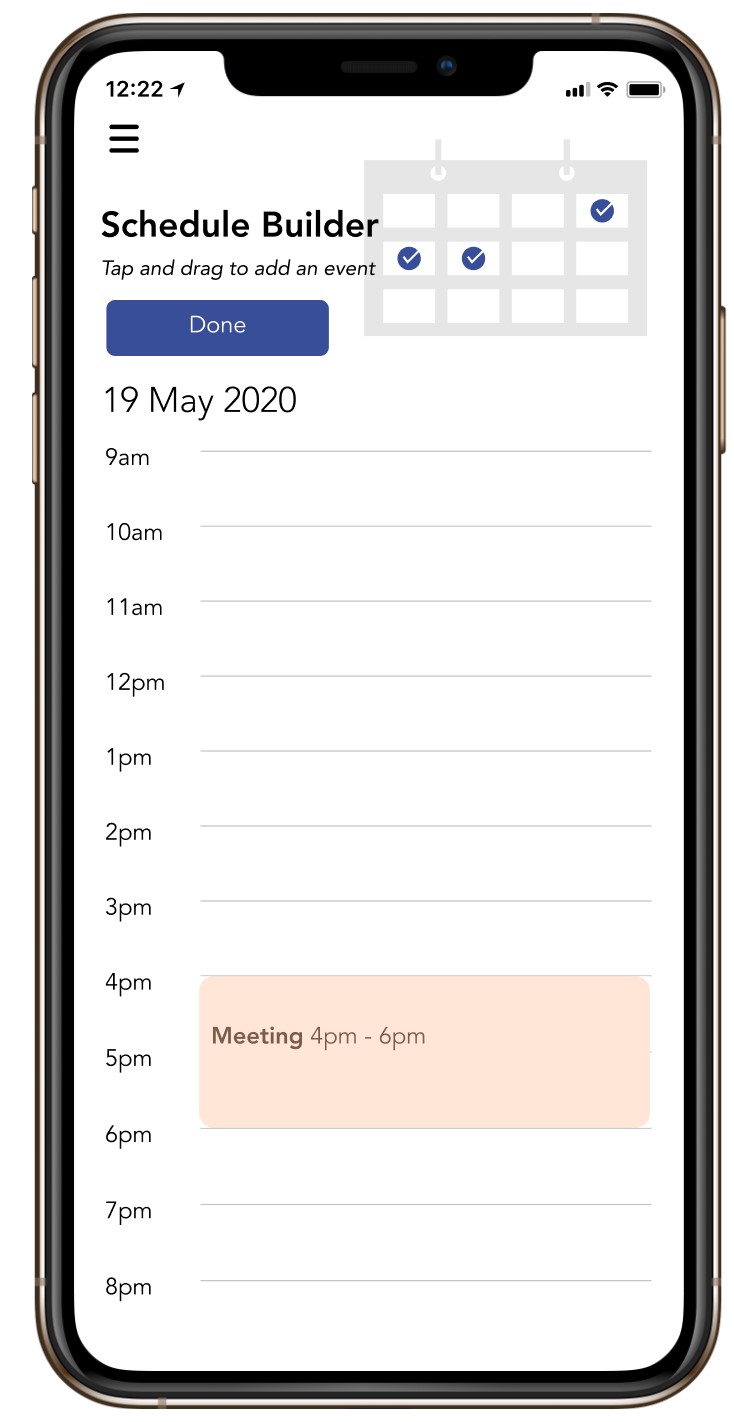 12:22
Schedule Builder
Tap and drag to add an event
Done
19 May 2020
9am
10am
11am
12pm
1pm
2pm
3pm
4pm
Meeting 4pm - 6pm
5pm
6pm
7pm
8pm